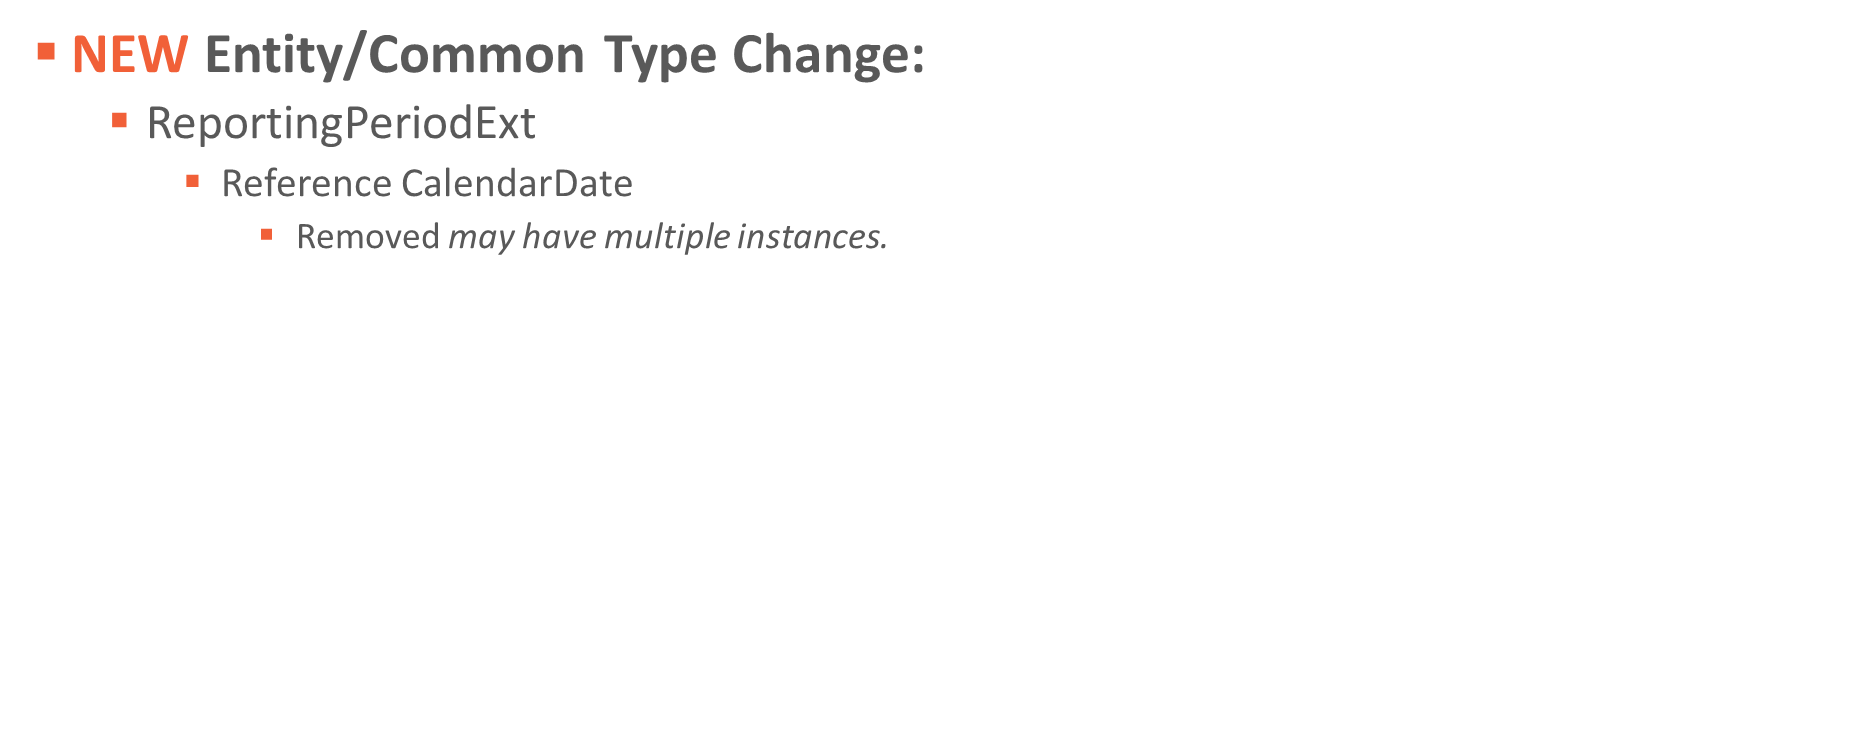 NEW Entity/Common Type Change:
ReportingPeriodExt
Reference CalendarDate
Removed may have multiple instances.